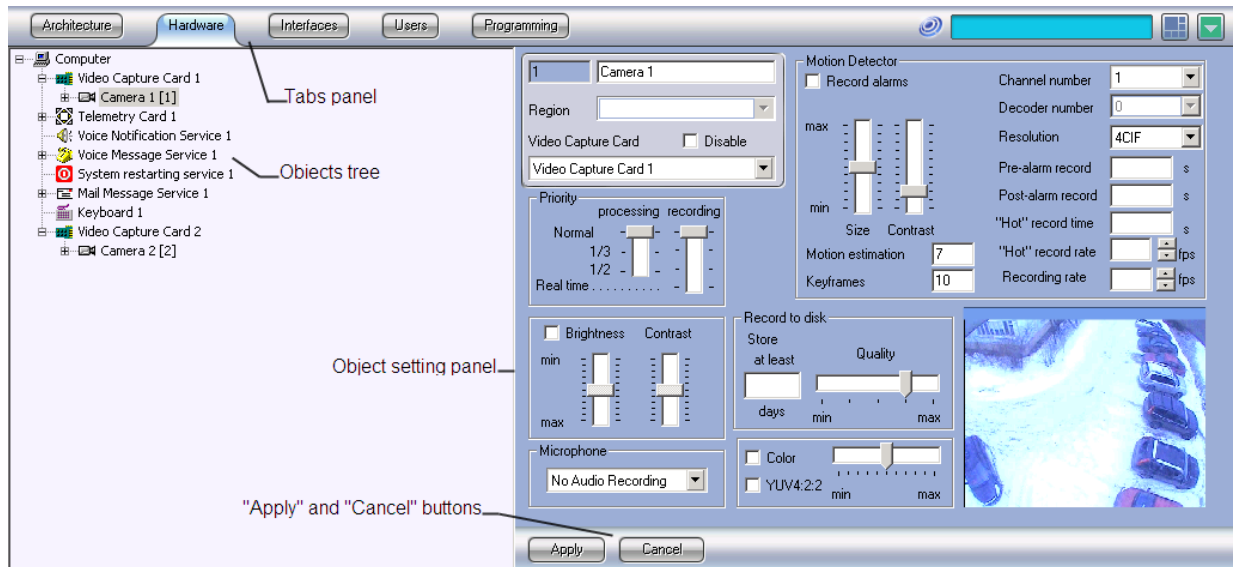 Architecture
Hardware
Interfaces
Users
Programming
Computer
Video Capture Card 1
Camera 1 [1]
Telemetry Card 1
Voice Notification Service 1
Voice Message Service 1
System restarting service 1
Mail Message Service 1
Keyboard 1
Video Capture Card 2
Camera 2 [2]
Tabs panel
Objects tree
Object setting panel
"Apply" and "Cancel" buttons
1
Camera 1
Region
Video Capture Card
Disable
Video Capture Card 1
Priority
processing recording
Normal
1/3
1/2
Real time . . . . . . . . . .
Brightness
Contrast
min
max
Microphone
No Audio Recording
Motion Detector
Record alarms
max
min
Size
Contrast
Motion estimation 7
Keyframes 10
Channel number 1
Decoder number 0
Resolution 4CIF
Pre-alarm record s
Post-alarm record s
"Hot" record time s
"Hot" record rate fps
Recording rate fps
Record to disk
Store
at least
days
Quality
min
max
Color
YUV4:2:2
min
max
Apply
Cancel